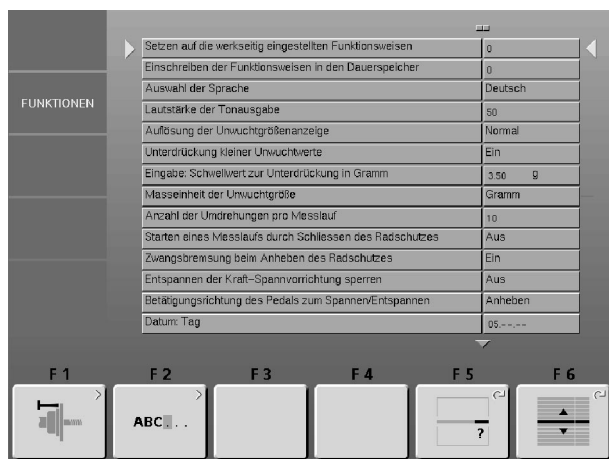 Setzen auf die werkseitig eingestellten Funktionsweisen 0
Einschreiben der Funktionsweisen in den Dauerspeicher 0
Auswahl der Sprache Deutsch
FUNKTIONEN
Lautstärke der Tonausgabe 50
Auflösung der Unwuchtgrößenanzeige Normal
Unterdrückung kleiner Unwuchtwerte Ein
Eingabe: Schwellwert zur Unterdrückung in Gramm 3.50 g
Masseinheit der Unwuchtgröße Gramm
Anzahl der Umdrehungen pro Messlauf 10
Starten eines Messlaufs durch Schliessen des Radschutzes Aus
Zwangsbremsung beim Anheben des Radschutzes Ein
Entspannen der Kraft-Spannvorrichtung sperren Aus
Betätigungsrichtung des Pedals zum Spannen/Entspannen Anheben
Datum: Tag 05.--.--
F 1 F 2 F 3 F 4 F 5 F 6
ABC...
?